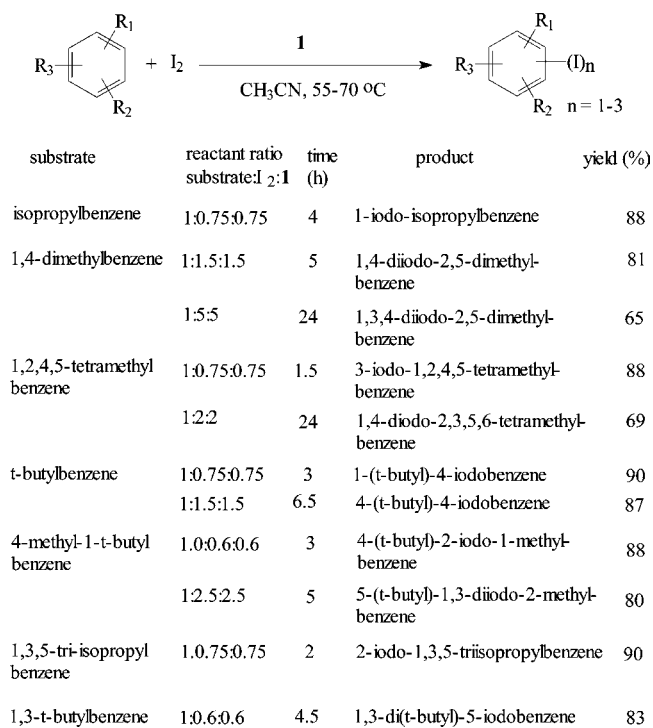 R1 R1
R3 + I2 1 R3 (I)n
R2 CH3CN, 55-70 ºC R2 n = 1-3
substrate reactant ratio time product yield (%)
substrate:I 2:1 (h)
isopropylbenzene 1:0.75:0.75 4 1-iodo-isopropylbenzene 88
1,4-dimethylbenzene 1:1.5:1.5 5 1,4-diiodo-2,5-dimethyl- 81
benzene
1:5:5 24 1,3,4-diiodo-2,5-dimethyl- 65
benzene
1,2,4,5-tetramethyl 1:0.75:0.75 1.5 3-iodo-1,2,4,5-tetramethyl- 88
benzene benzene
1:2:2 24 1,4-diodo-2,3,5,6-tetramethyl- 69
benzene
t-butylbenzene 1:0.75:0.75 3 1-(t-butyl)-4-iodobenzene 90
1:1.5:1.5 6.5 4-(t-butyl)-4-iodobenzene 87
4-methyl-1-t-butyl 1.0:0.6:0.6 3 4-(t-butyl)-2-iodo-1-methyl- 88
benzene benzene
1:2.5:2.5 5 5-(t-butyl)-1,3-diiodo-2-methyl- 80
benzene
1,3,5-tri-isopropyl 1.0.75:0.75 2 2-iodo-1,3,5-triisopropylbenzene 90
benzene
1,3-t-butylbenzene 1:0.6:0.6 4.5 1,3-di(t-butyl)-5-iodobenzene 83